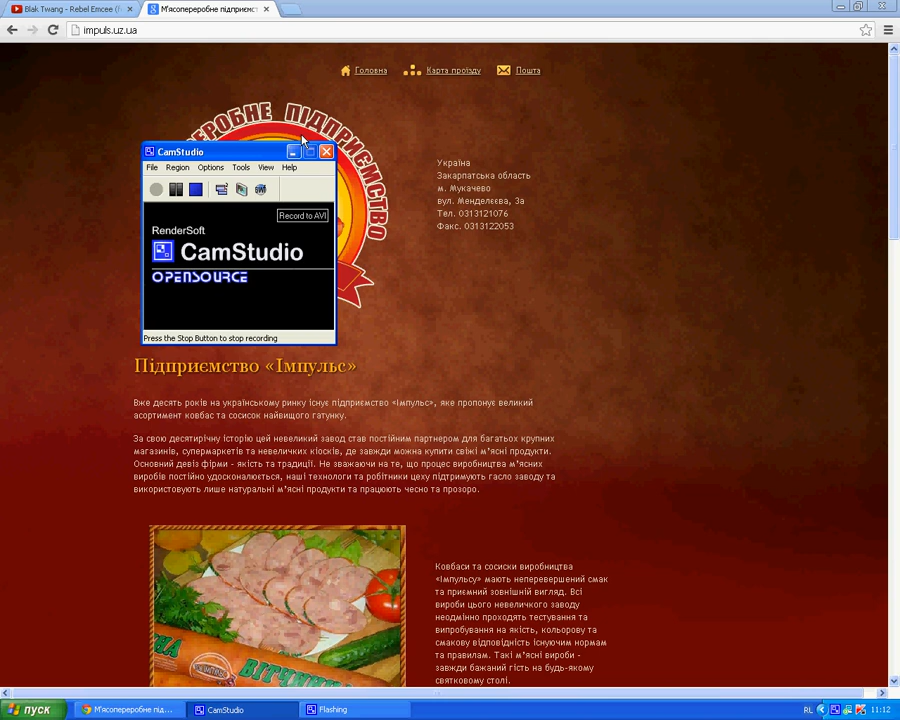 Blak Twang - Rebel Emcee (
М'ясопереробне підприємст
impuls.uz.ua
Головна
Карта проїзду
Пошта
ПІДПРИЄМСТВО
CamStudio
File Region Options Tools View Help
Record to AVI
RenderSoft
CamStudio
OPENSOURCE
Press the Stop Button to stop recording
Україна
Закарпатська область
м. Мукачево
вул. Менделєєва, 3а
Тел. 0313121076
Факс. 0313122053
Підприємство «Імпульс»
Вже десять років на українському ринку існує підприємство «імпульс», яке пропонує великий
асортимент ковбас та сосисок найвищого гатунку.
За свою десятирічну історію цей невеликий завод став постійним партнером для багатьох крупних
магазинів, супермаркетів та невеличких кіосків, де завжди можна купити свіжі м'ясні продукти.
Основний девіз фірми - якість та традиції. Не зважаючи на те, що процес виробництва м'ясних
виробів постійно удосконалюється, наші технологи та робітники цеху підтримують гасло заводу та
використовують лише натуральні м'ясні продукти та працюють чесно та прозоро.
Ковбаси та сосиски виробництва
«Імпульсу» мають неперевершений смак
та приємний зовнішній вигляд. Всі
вироби цього невеличкого заводу
неодмінно проходять тестування та
випробування на якість, кольорову та
смакову відповідність існуючим нормам
та правилам. Такі м'ясні вироби -
завжди бажаний гість на будь-якому
святковому столі.
ВІТЧИННА
пуск
М'ясопереробне під...
CamStudio
Flashing
RL
11:12